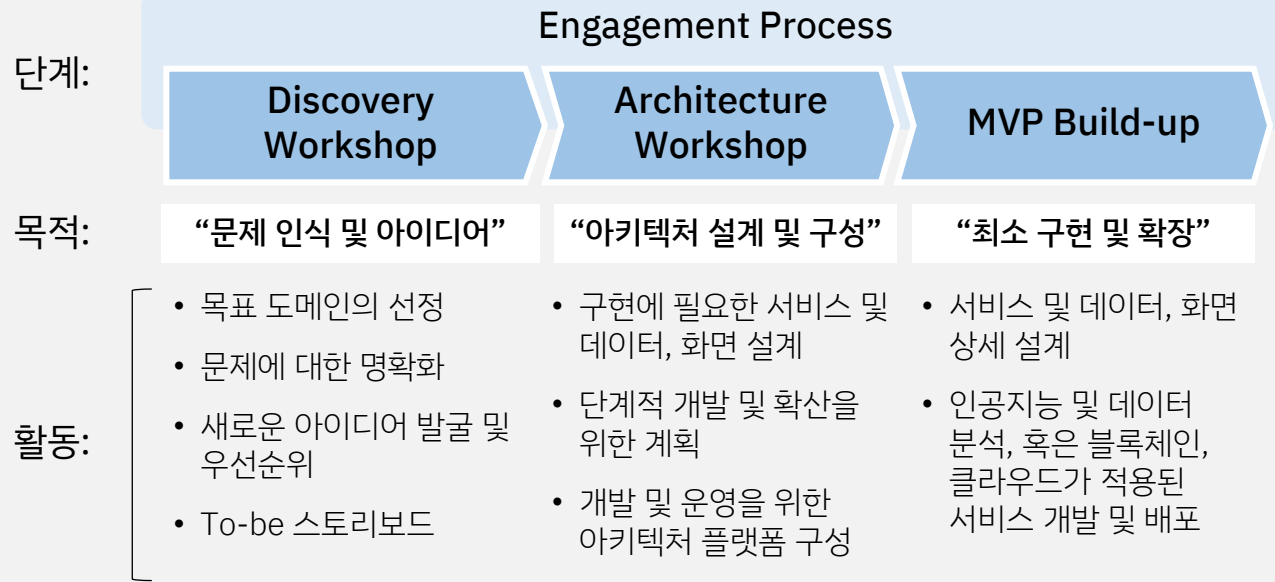 Engagement Process
단계:
Discovery
Workshop
Architecture
Workshop
MVP Build-up
목적:
“문제 인식 및 아이디어”
“아키텍처 설계 및 구성”
“최소 구현 및 확장”
활동:
• 목표 도메인의 선정
• 문제에 대한 명확화
• 새로운 아이디어 발굴 및
우선순위
• To-be 스토리보드
• 구현에 필요한 서비스 및
데이터, 화면 설계
• 단계적 개발 및 확산을
위한 계획
• 개발 및 운영을 위한
아키텍처 플랫폼 구성
• 서비스 및 데이터, 화면
상세 설계
• 인공지능 및 데이터
분석, 혹은 블록체인,
클라우드가 적용된
서비스 개발 및 배포